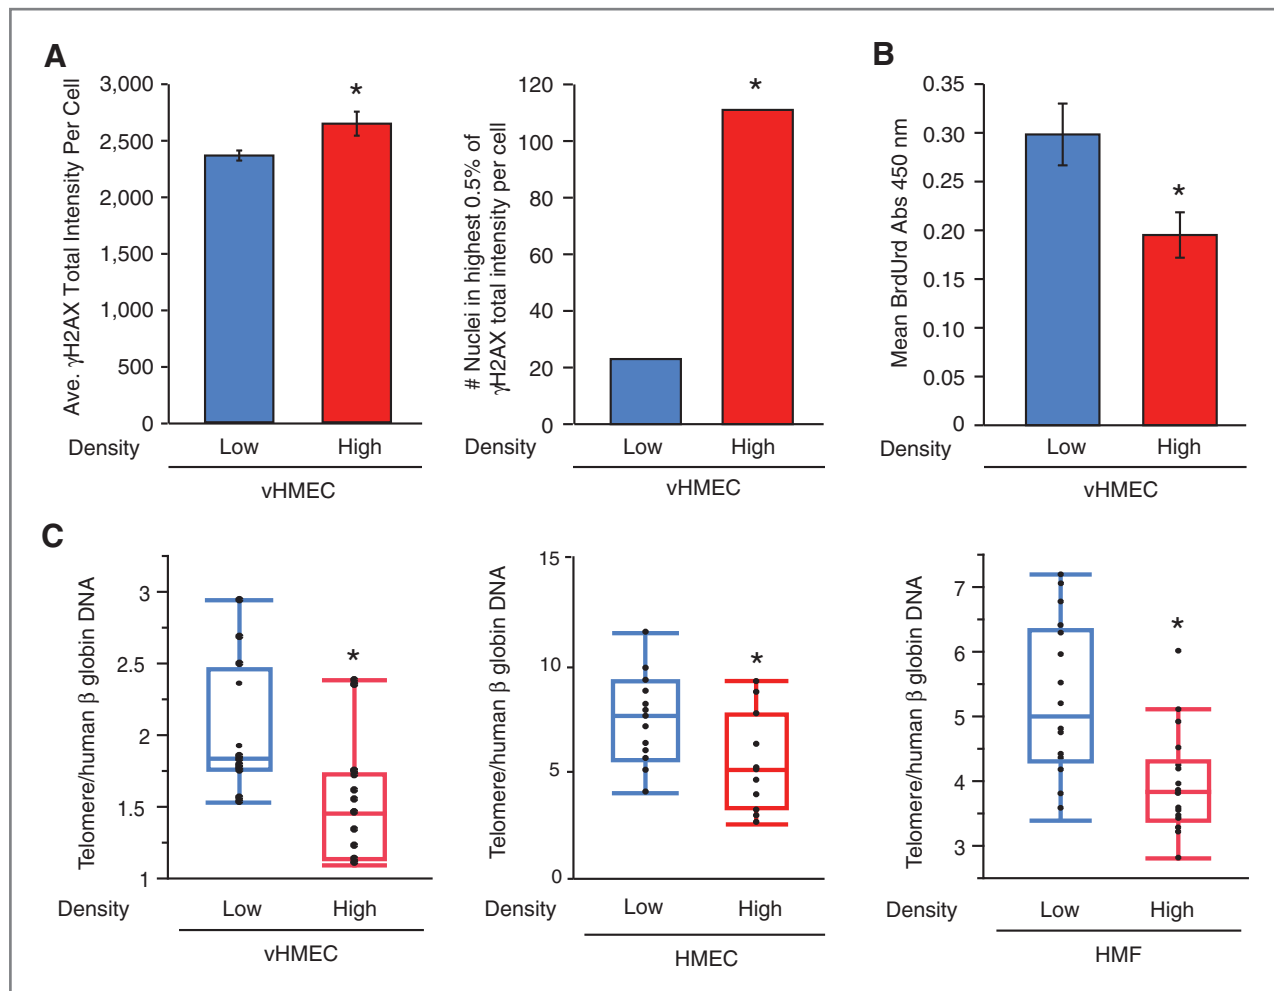 A
Ave. γH2AX Total Intensity Per Cell
3,000
2,500
2,000
1,500
1,000
500
0
*
Density
Low
High
vHMEC
# Nuclei in highest 0.5% of
γH2AX total intensity per cell
120
100
80
60
40
20
0
*
Density
Low
High
vHMEC
B
Mean BrdUrd Abs 450 nm
0.35
0.30
0.25
0.20
0.15
0.10
0.05
0
*
Density
Low
High
vHMEC
C
Telomere/human β globin DNA
3
2.5
2
1.5
1
*
Density
Low
High
vHMEC
Telomere/human β globin DNA
15
10
5
0
*
Density
Low
High
HMEC
Telomere/human β globin DNA
7
6
5
4
3
*
Density
Low
High
HMF